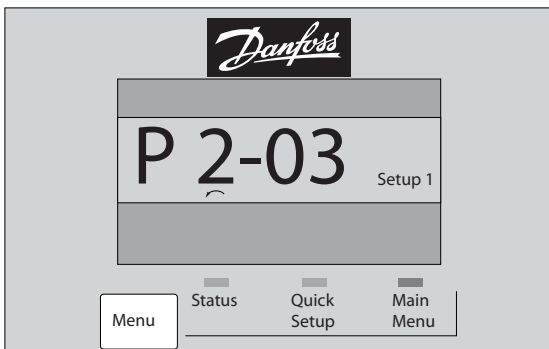 Danfoss
P 2-03
Setup 1
Menu
Status
Quick
Setup
Main
Menu